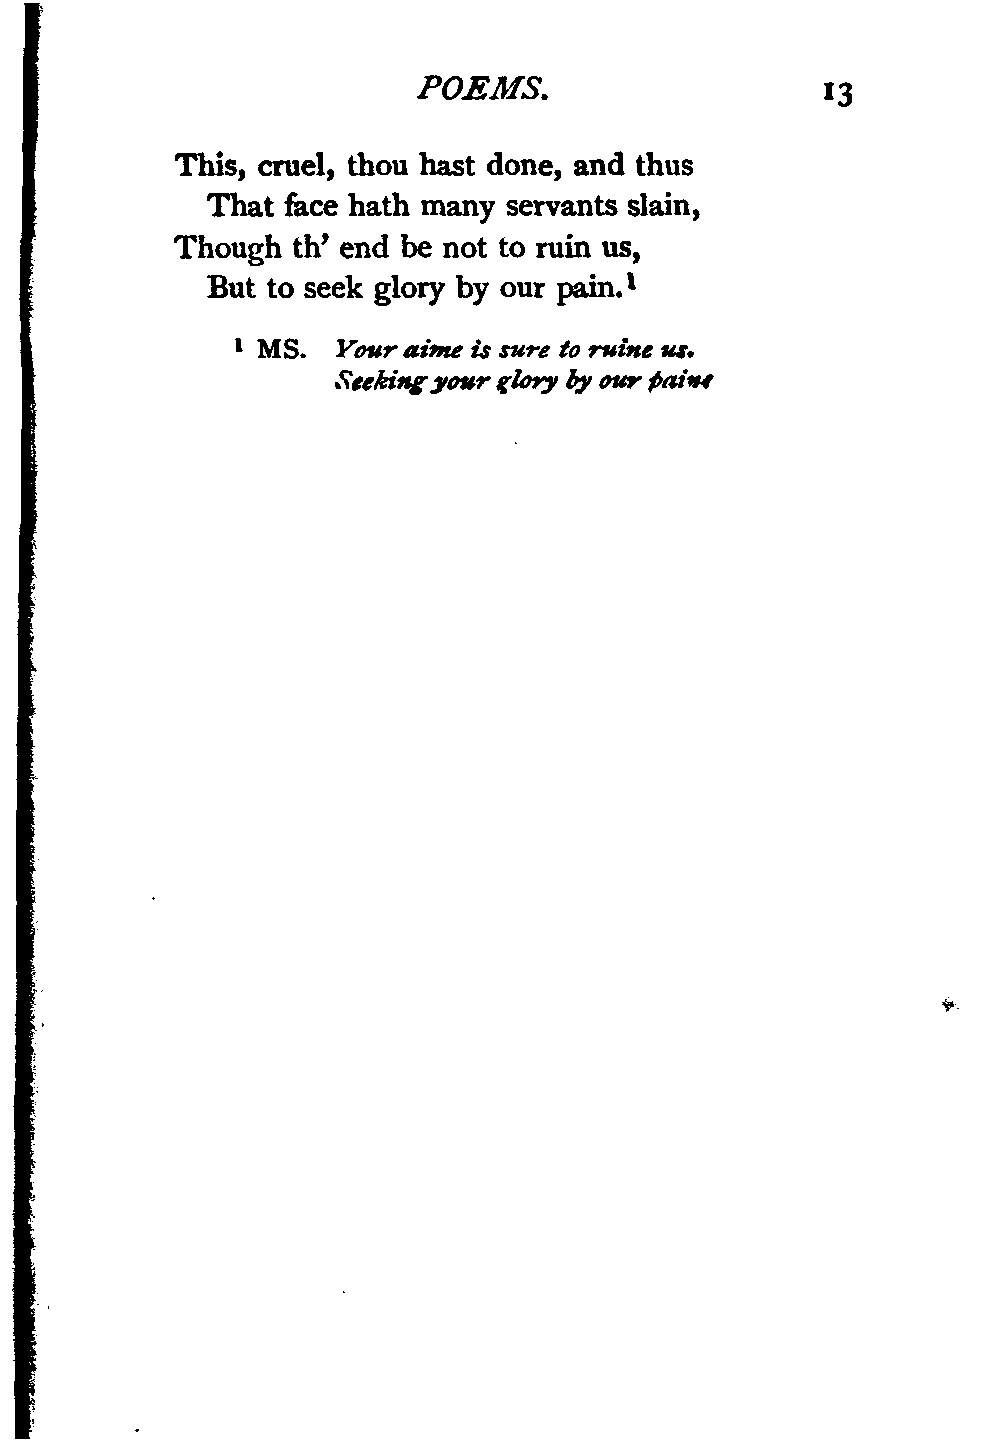 POEMS. 13
This, cruel, thou hast done, and thus
That face hath many servants slain,
Though th' end be not to ruin us,
But to seek glory by our pain.¹
¹ MS. Your aime is sure to ruine us.
Seeking your glory by our paine